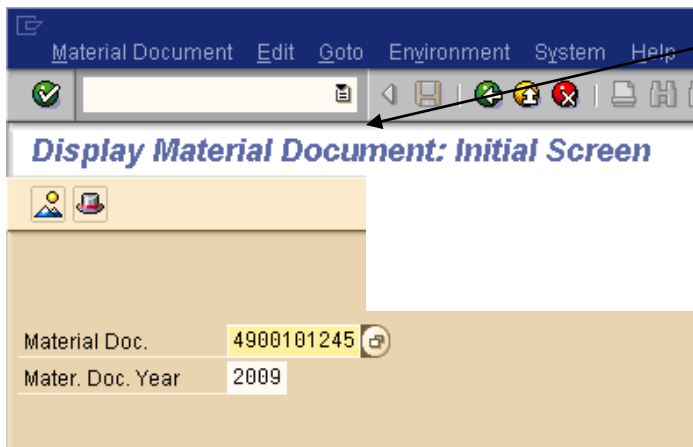 Material Document Edit Goto Environment System Help
Display Material Document: Initial Screen
Material Doc. 4900101245
Mater. Doc. Year 2009